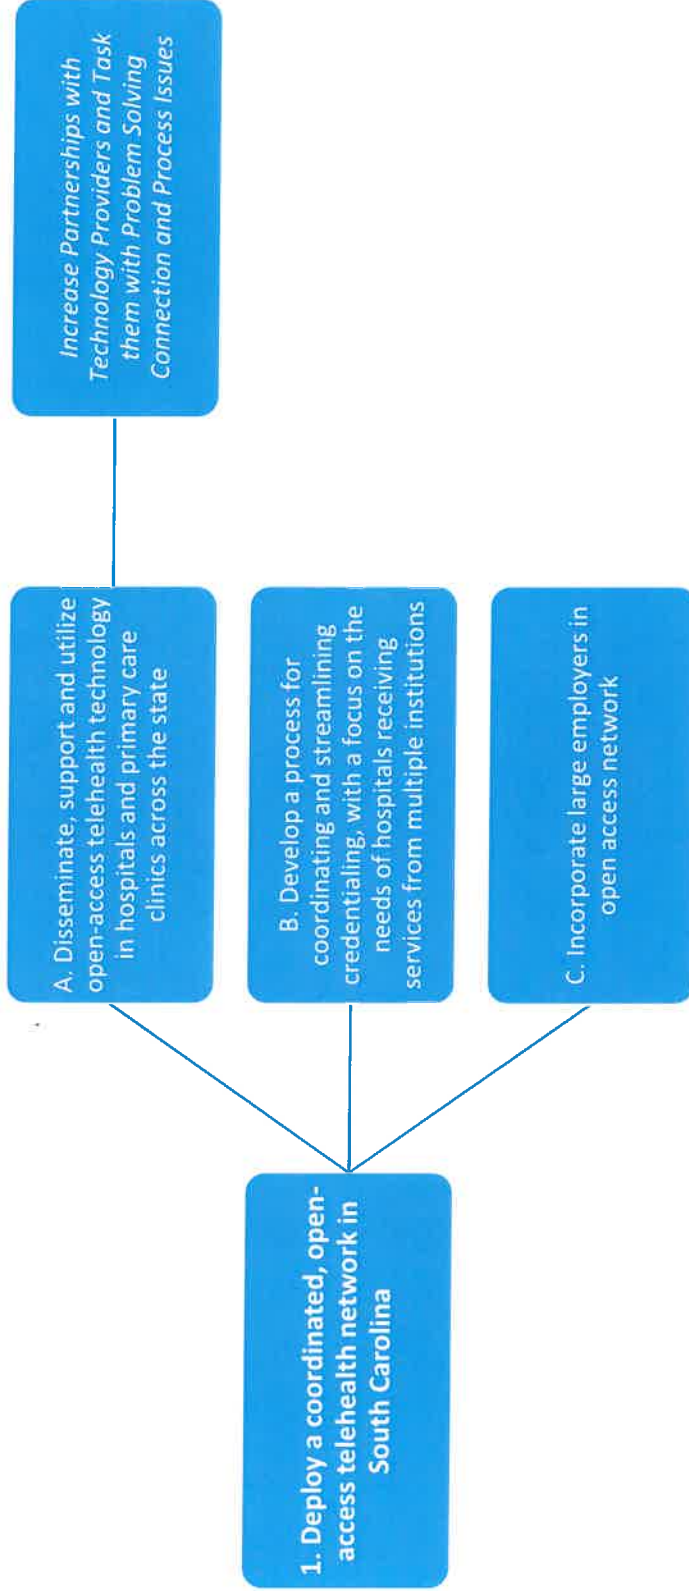 1. Deploy a coordinated, open-
access telehealth network in
South Carolina
A. Disseminate, support and utilize
open-access telehealth technology
in hospitals and primary care
clinics across the state
B. Develop a process for
coordinating and streamlining
credentialing, with a focus on the
needs of hospitals receiving
services from multiple institutions
C. Incorporate large employers in
open access network
Increase Partnerships with
Technology Providers and Task
them with Problem Solving
Connection and Process Issues